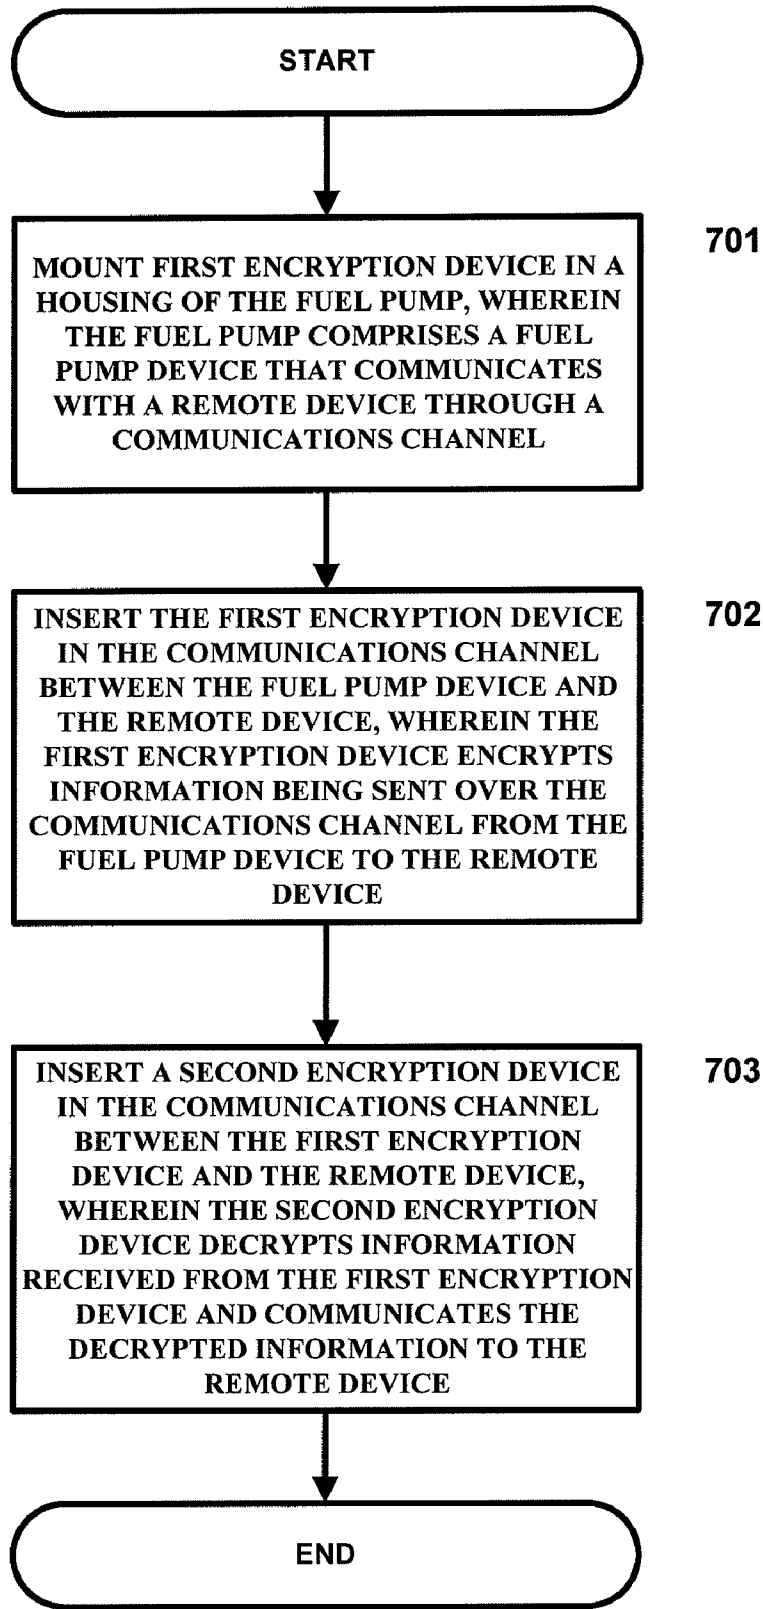 START
701
MOUNT FIRST ENCRYPTION DEVICE IN A
HOUSING OF THE FUEL PUMP, WHEREIN
THE FUEL PUMP COMPRISES A FUEL
PUMP DEVICE THAT COMMUNICATES
WITH A REMOTE DEVICE THROUGH A
COMMUNICATIONS CHANNEL
702
INSERT THE FIRST ENCRYPTION DEVICE
IN THE COMMUNICATIONS CHANNEL
BETWEEN THE FUEL PUMP DEVICE AND
THE REMOTE DEVICE, WHEREIN THE
FIRST ENCRYPTION DEVICE ENCRYPTS
INFORMATION BEING SENT OVER THE
COMMUNICATIONS CHANNEL FROM THE
FUEL PUMP DEVICE TO THE REMOTE
DEVICE
703
INSERT A SECOND ENCRYPTION DEVICE
IN THE COMMUNICATIONS CHANNEL
BETWEEN THE FIRST ENCRYPTION
DEVICE AND THE REMOTE DEVICE,
WHEREIN THE SECOND ENCRYPTION
DEVICE DECRYPTS INFORMATION
RECEIVED FROM THE FIRST ENCRYPTION
DEVICE AND COMMUNICATES THE
DECRYPTED INFORMATION TO THE
REMOTE DEVICE
END